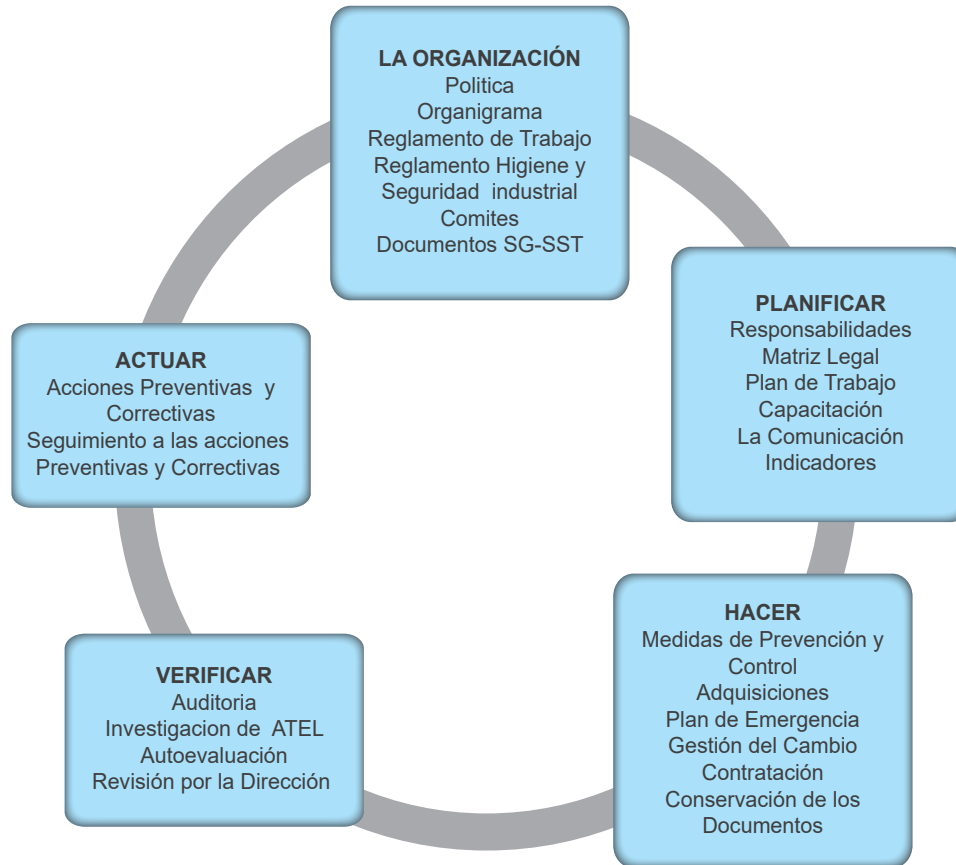 LA ORGANIZACIÓN
Politica
Organigrama
Reglamento de Trabajo
Reglamento Higiene y
Seguridad industrial
Comites
Documentos SG-SST
PLANIFICAR
Responsabilidades
Matriz Legal
Plan de Trabajo
Capacitación
La Comunicación
Indicadores
HACER
Medidas de Prevención y
Control
Adquisiciones
Plan de Emergencia
Gestión del Cambio
Contratación
Conservación de los
Documentos
VERIFICAR
Auditoria
Investigacion de ATEL
Autoevaluación
Revisión por la Dirección
ACTUAR
Acciones Preventivas y
Correctivas
Seguimiento a las acciones
Preventivas y Correctivas